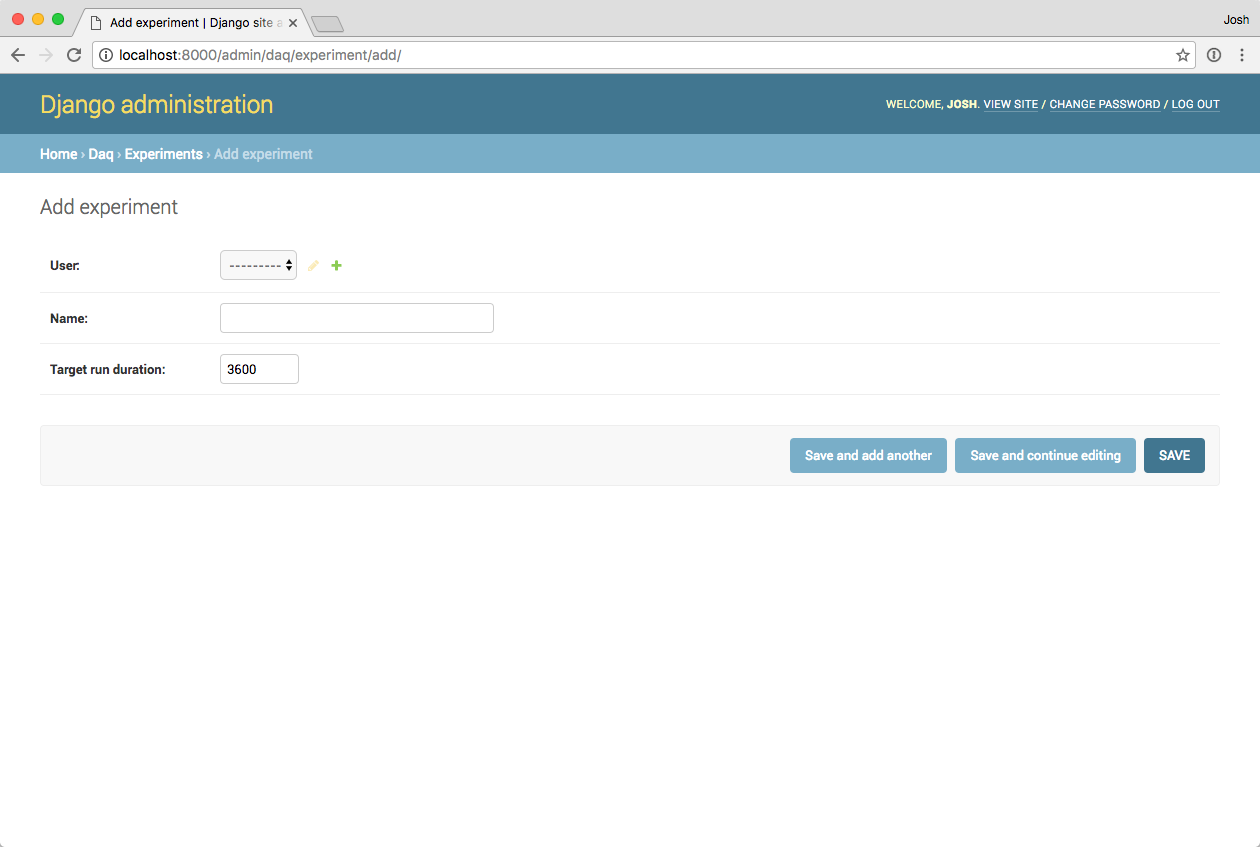 Add experiment | Django site a
Josh
localhost:8000/admin/daq/experiment/add/
Django administration
WELCOME, JOSH. VIEW SITE / CHANGE PASSWORD / LOG OUT
Home › Daq › Experiments › Add experiment
Add experiment
User:
---------
Name:
Target run duration:
3600
Save and add another
Save and continue editing
SAVE